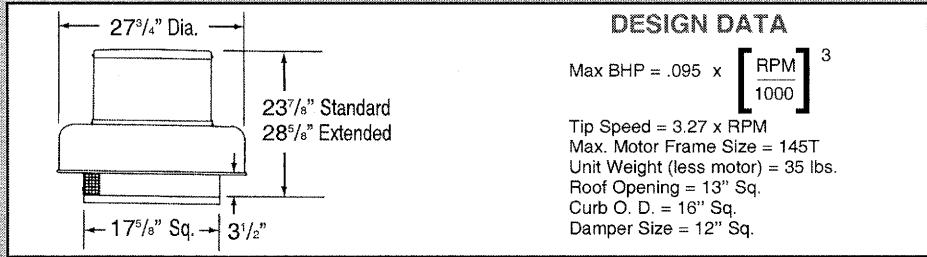 27³/₄" Dia.
23⁷/₈" Standard
28⁵/₈" Extended
17⁵/₈" Sq.
3¹/₂"
DESIGN DATA
Max BHP = .095 x [RPM/1000]³
Tip Speed = 3.27 x RPM
Max. Motor Frame Size = 145T
Unit Weight (less motor) = 35 lbs.
Roof Opening = 13" Sq.
Curb O. D. = 16" Sq.
Damper Size = 12" Sq.